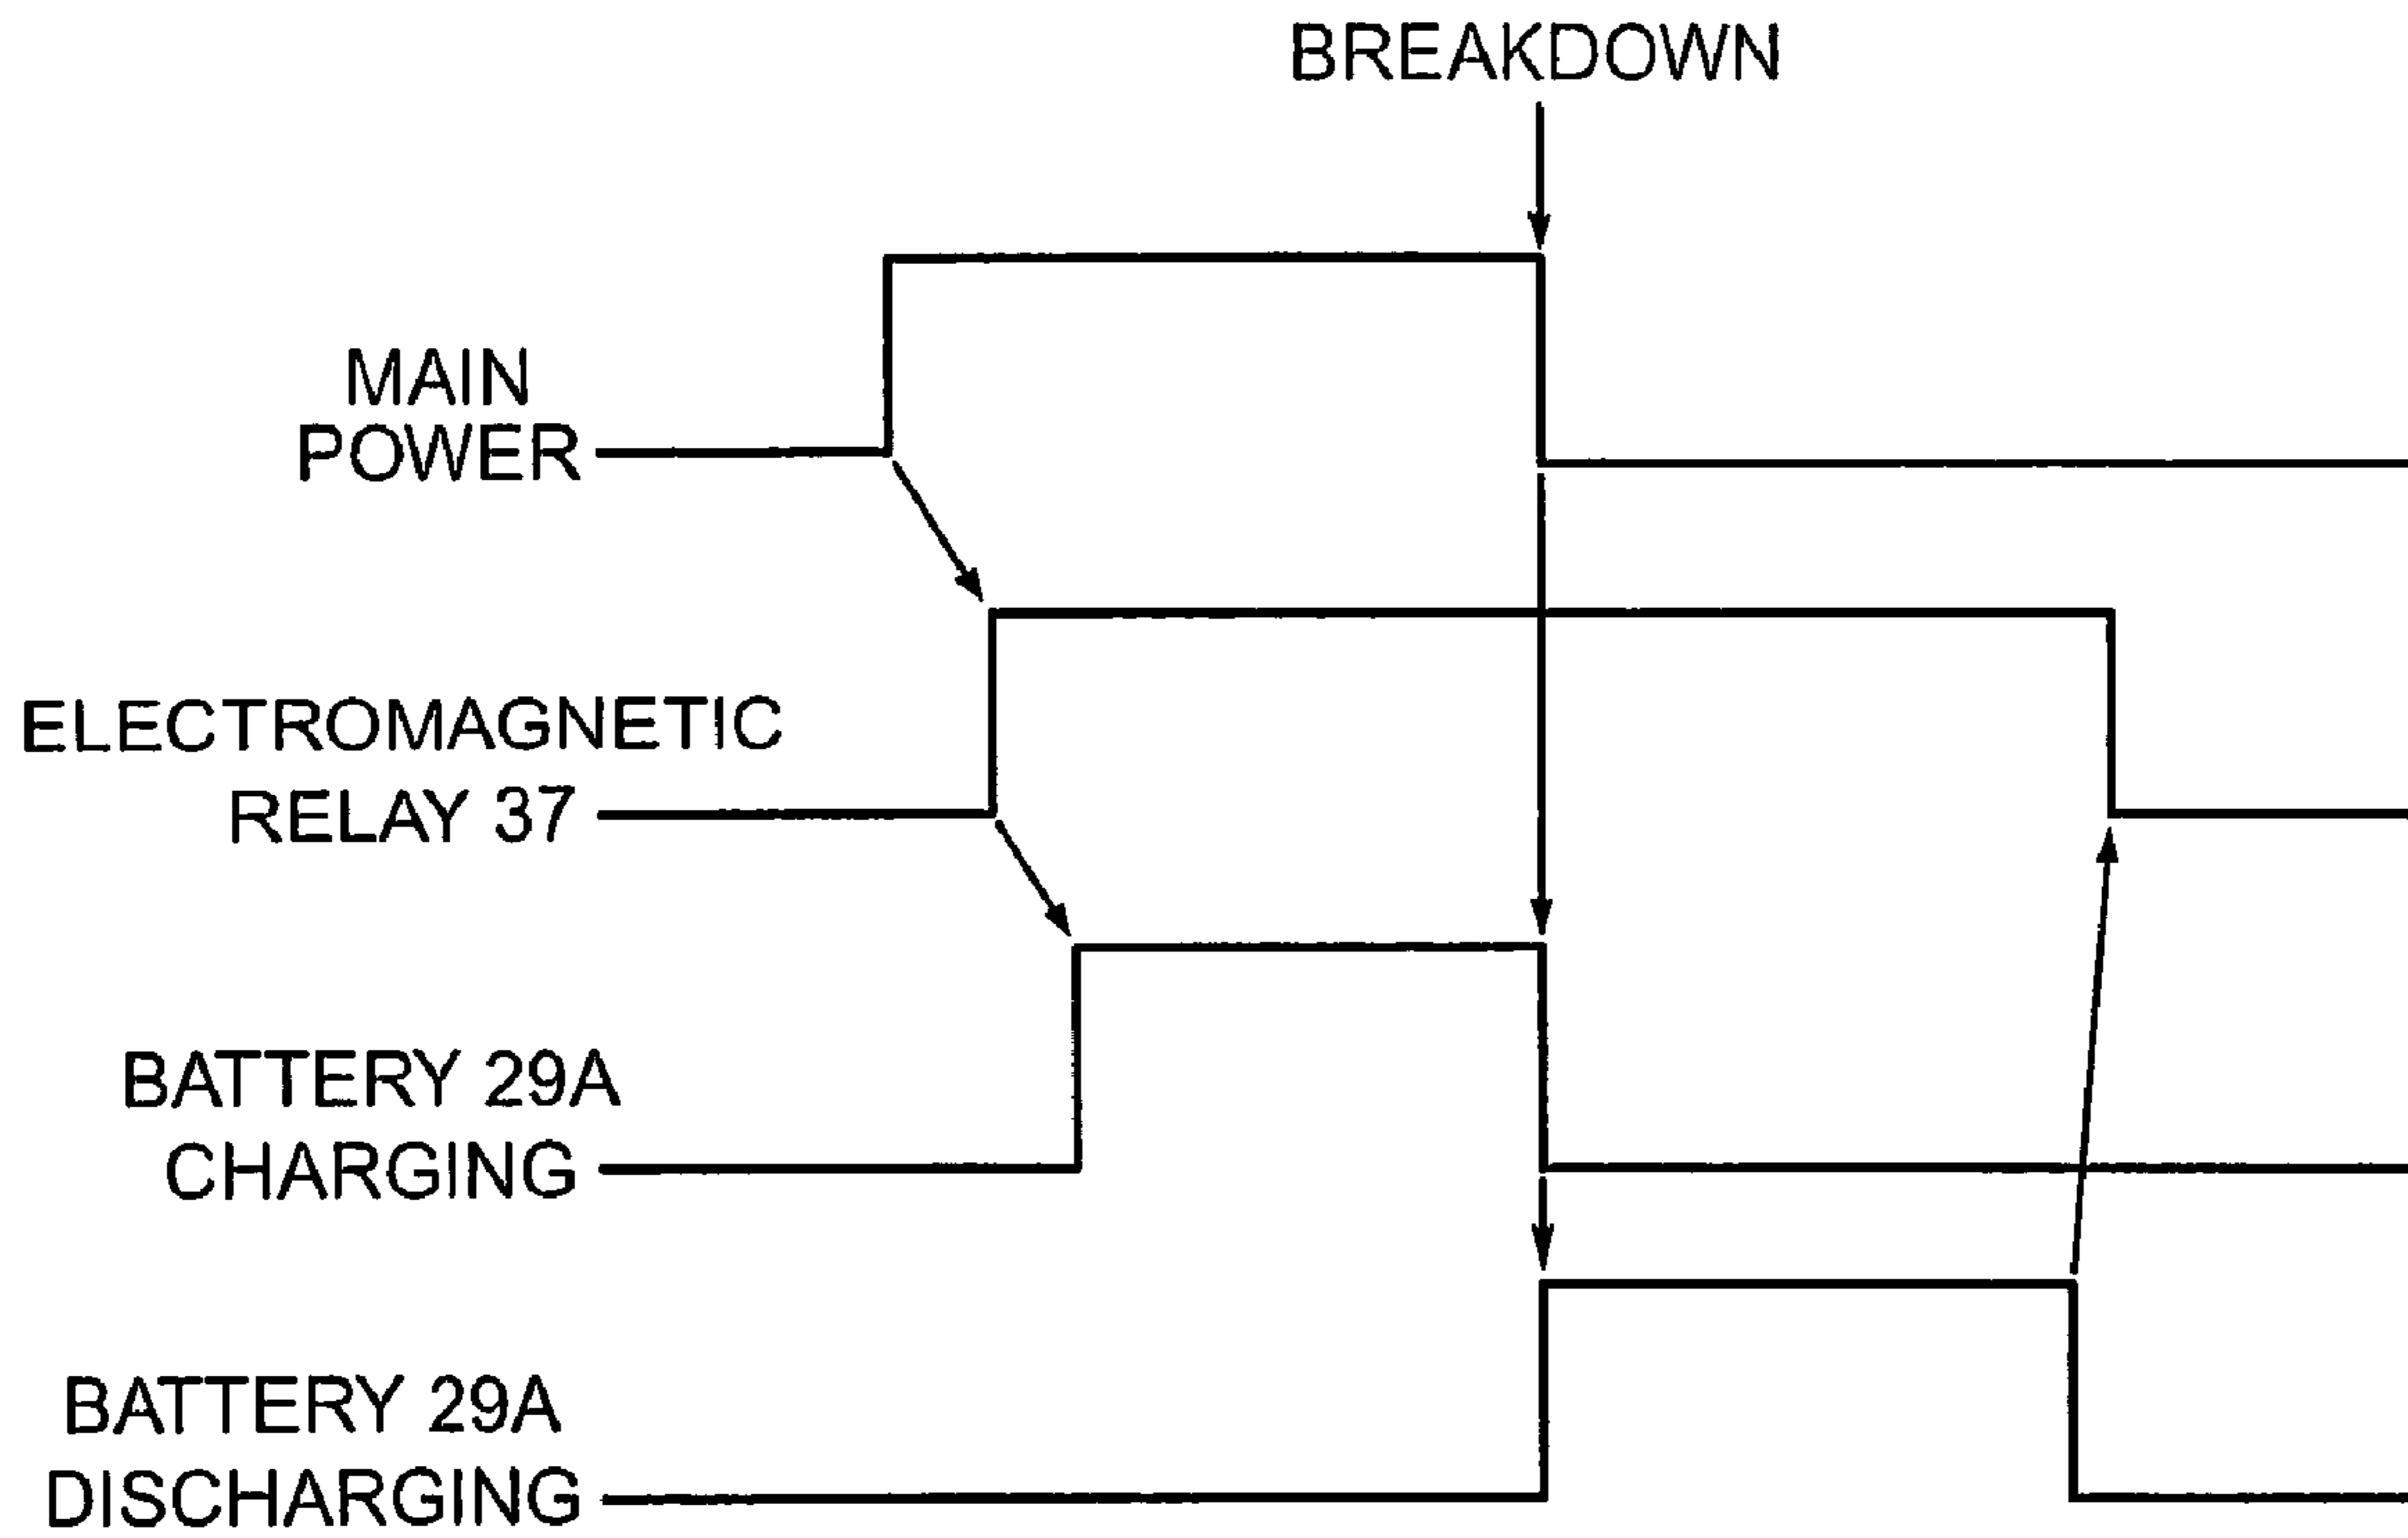 BREAKDOWN
MAIN
POWER
ELECTROMAGNETIC
RELAY 37
BATTERY 29A
CHARGING
BATTERY 29A
DISCHARGING